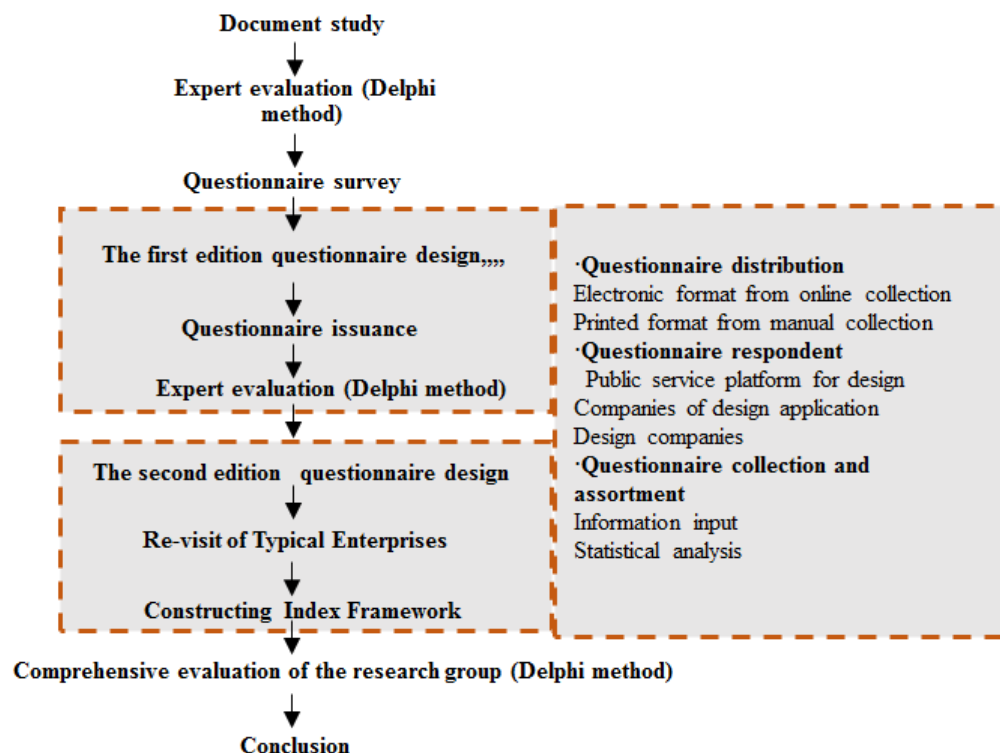 Document study
Expert evaluation (Delphi
method)
Questionnaire survey
The first edition questionnaire design,,,,
Questionnaire issuance
Expert evaluation (Delphi method)
The second edition questionnaire design
Re-visit of Typical Enterprises
Constructing Index Framework
Comprehensive evaluation of the research group (Delphi method)
Conclusion
·Questionnaire distribution
Electronic format from online collection
Printed format from manual collection
·Questionnaire respondent
Public service platform for design
Companies of design application
Design companies
·Questionnaire collection and
assortment
Information input
Statistical analysis